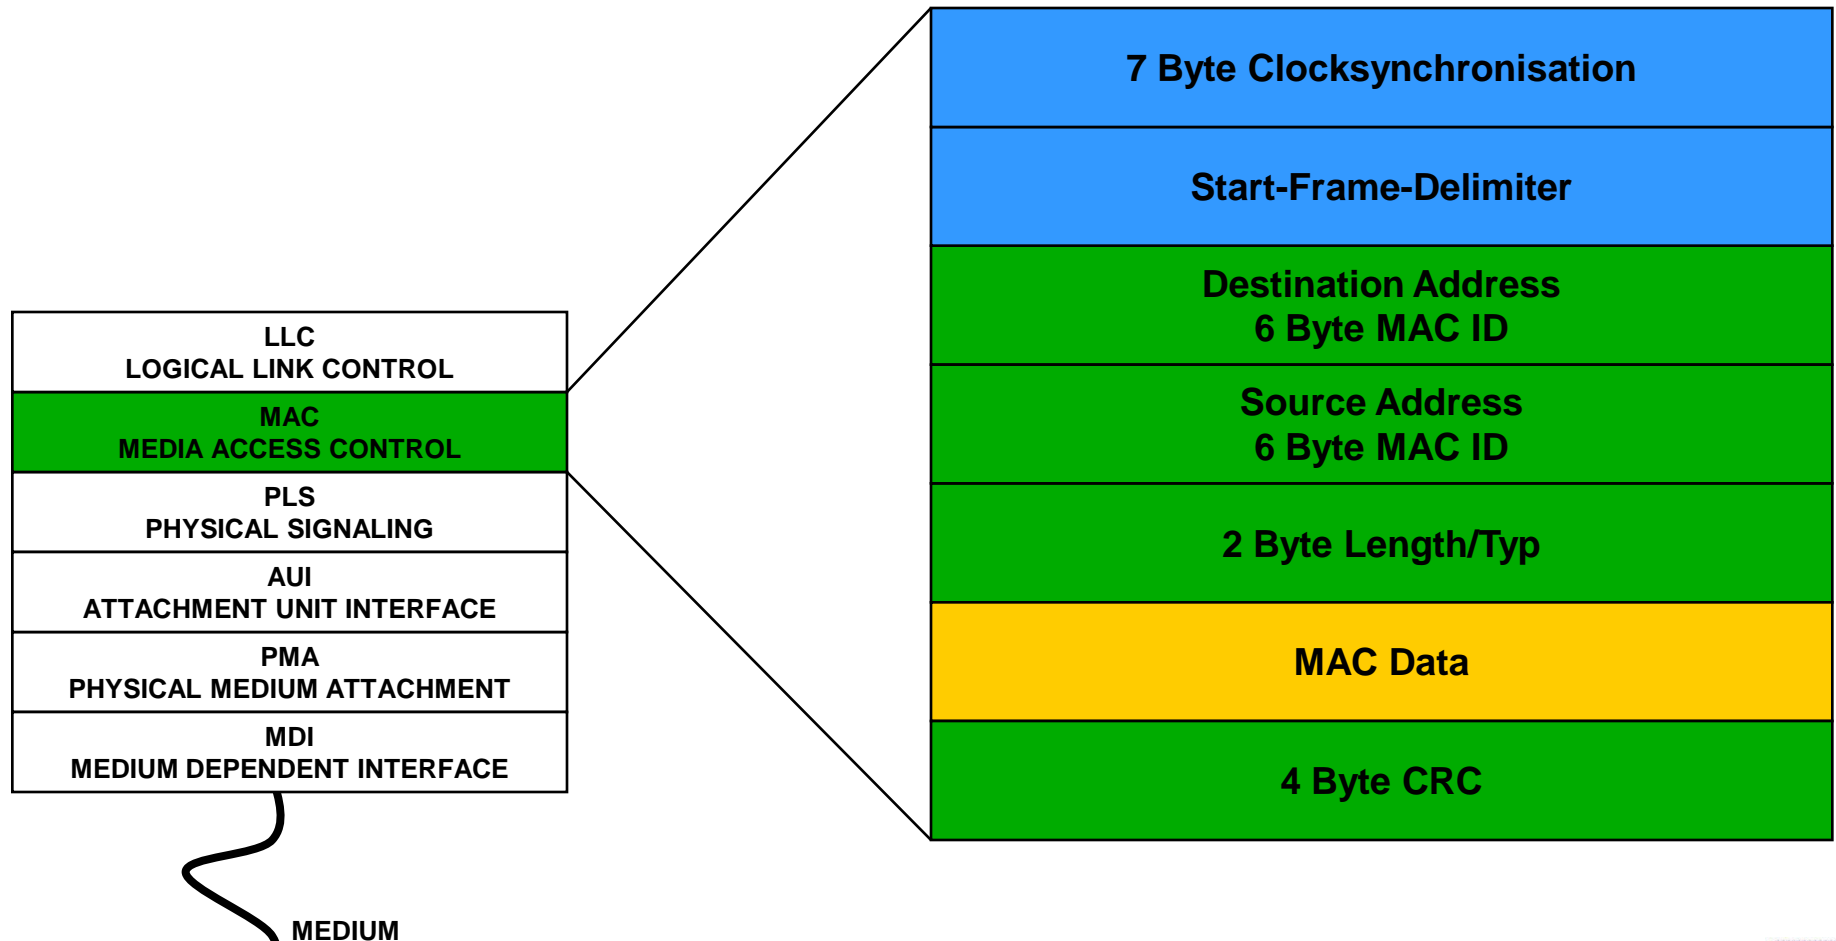 7 Byte Clocksynchronisation
Start-Frame-Delimiter
Destination Address
6 Byte MAC ID
Source Address
6 Byte MAC ID
2 Byte Length/Typ
MAC Data
4 Byte CRC
LLC
LOGICAL LINK CONTROL
MAC
MEDIA ACCESS CONTROL
PLS
PHYSICAL SIGNALING
AUI
ATTACHMENT UNIT INTERFACE
PMA
PHYSICAL MEDIUM ATTACHMENT
MDI
MEDIUM DEPENDENT INTERFACE
MEDIUM